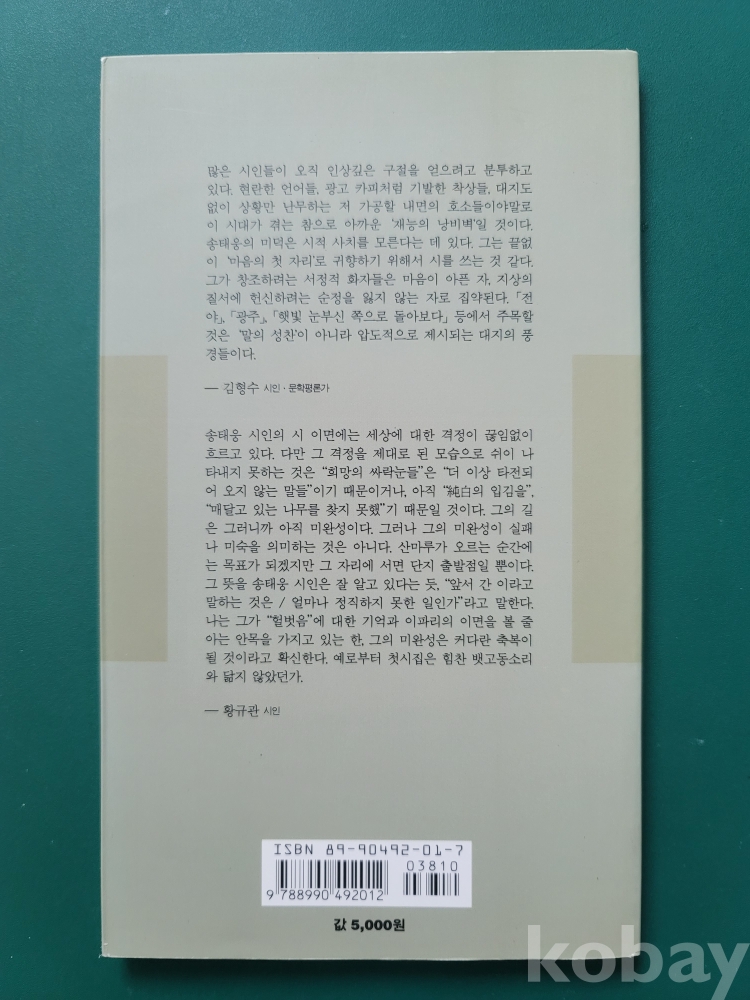 많은 시인들이 오직 인상깊은 구절을 얻으려고 분투하고
있다. 현란한 언어들, 광고 카피처럼 기발한 착상들, 대지도
없이 상황만 난무하는 저 가공할 내면의 호소들이야말로
이 시대가 겪는 참으로 아까운 '재능의 낭비벽'일 것이다.
송태웅의 미덕은 시적 사치를 모른다는 데 있다. 그는 끝없
이 '마음의 첫 자리'로 귀향하기 위해서 시를 쓰는 것 같다.
그가 창조하려는 서정적 화자들은 마음이 아픈 자, 지상의
질서에 헌신하려는 순정을 잃지 않는 자로 집약된다. 「전
야」, 「광주」, 「햇빛 눈부신 쪽으로 돌아보다」 등에서 주목할
것은 '말의 성찬'이 아니라 압도적으로 제시되는 대지의 풍
경들이다.
― 김형수 시인·문학평론가
송태웅 시인의 시 이면에는 세상에 대한 격정이 끊임없이
흐르고 있다. 다만 그 격정을 제대로 된 모습으로 쉬이 나
타내지 못하는 것은 “희망의 싸락눈들”은 “더 이상 타전되
어 오지 않는 말들”이기 때문이거나, 아직 “純白의 입김을”,
“매달고 있는 나무를 찾지 못했”기 때문일 것이다. 그의 길
은 그러니까 아직 미완성이다. 그러나 그의 미완성이 실패
나 미숙을 의미하는 것은 아니다. 산마루가 오르는 순간에
는 목표가 되겠지만 그 자리에 서면 단지 출발점일 뿐이다.
그 뜻을 송태웅 시인은 잘 알고 있다는 듯, “앞서 간 이라고
말하는 것은 / 얼마나 정직하지 못한 일인가”라고 말한다.
나는 그가 “헐벗음”에 대한 기억과 이파리의 이면을 볼 줄
아는 안목을 가지고 있는 한, 그의 미완성은 커다란 축복이
될 것이라고 확신한다. 예로부터 첫시집은 힘찬 뱃고동소리
와 닮지 않았던가.
― 황규관 시인
ISBN 89-90492-01-7
03810
9 788990 492012
값 5,000원
kobay